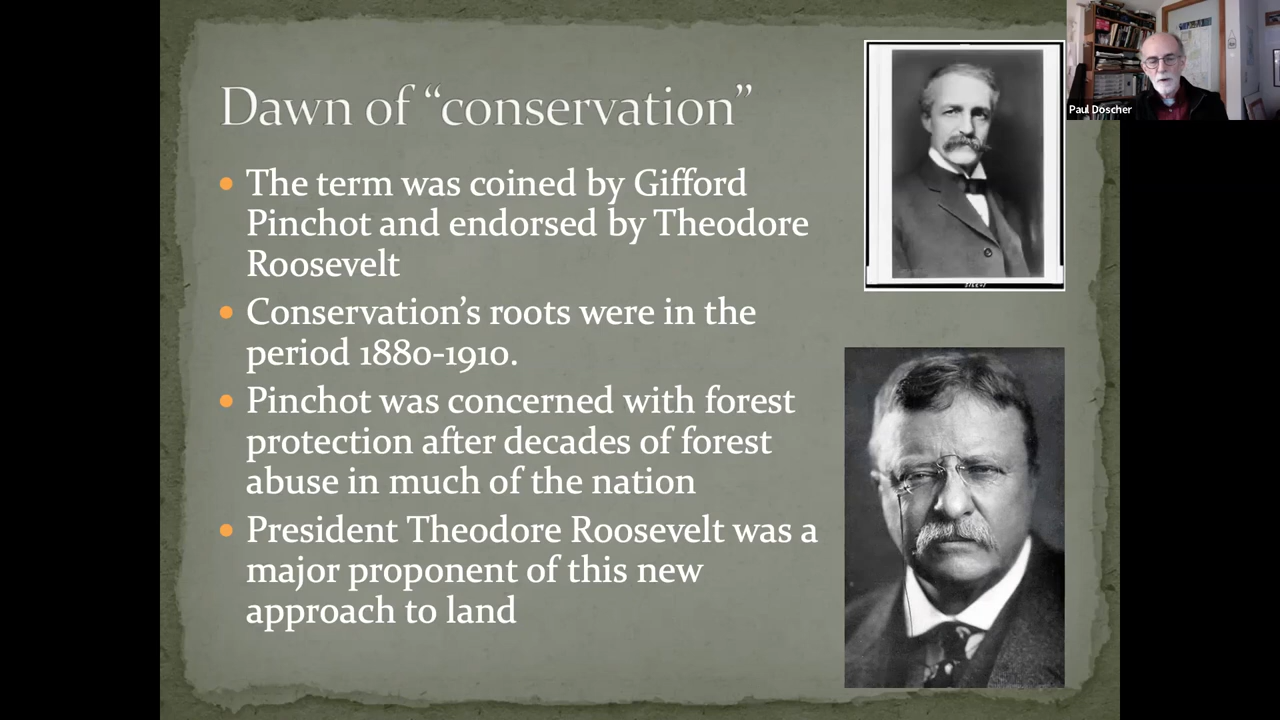 Dawn of “conservation”
The term was coined by Gifford
Pinchot and endorsed by Theodore
Roosevelt
Conservation’s roots were in the
period 1880-1910.
Pinchot was concerned with forest
protection after decades of forest
abuse in much of the nation
President Theodore Roosevelt was a
major proponent of this new
approach to land
Paul Doscher